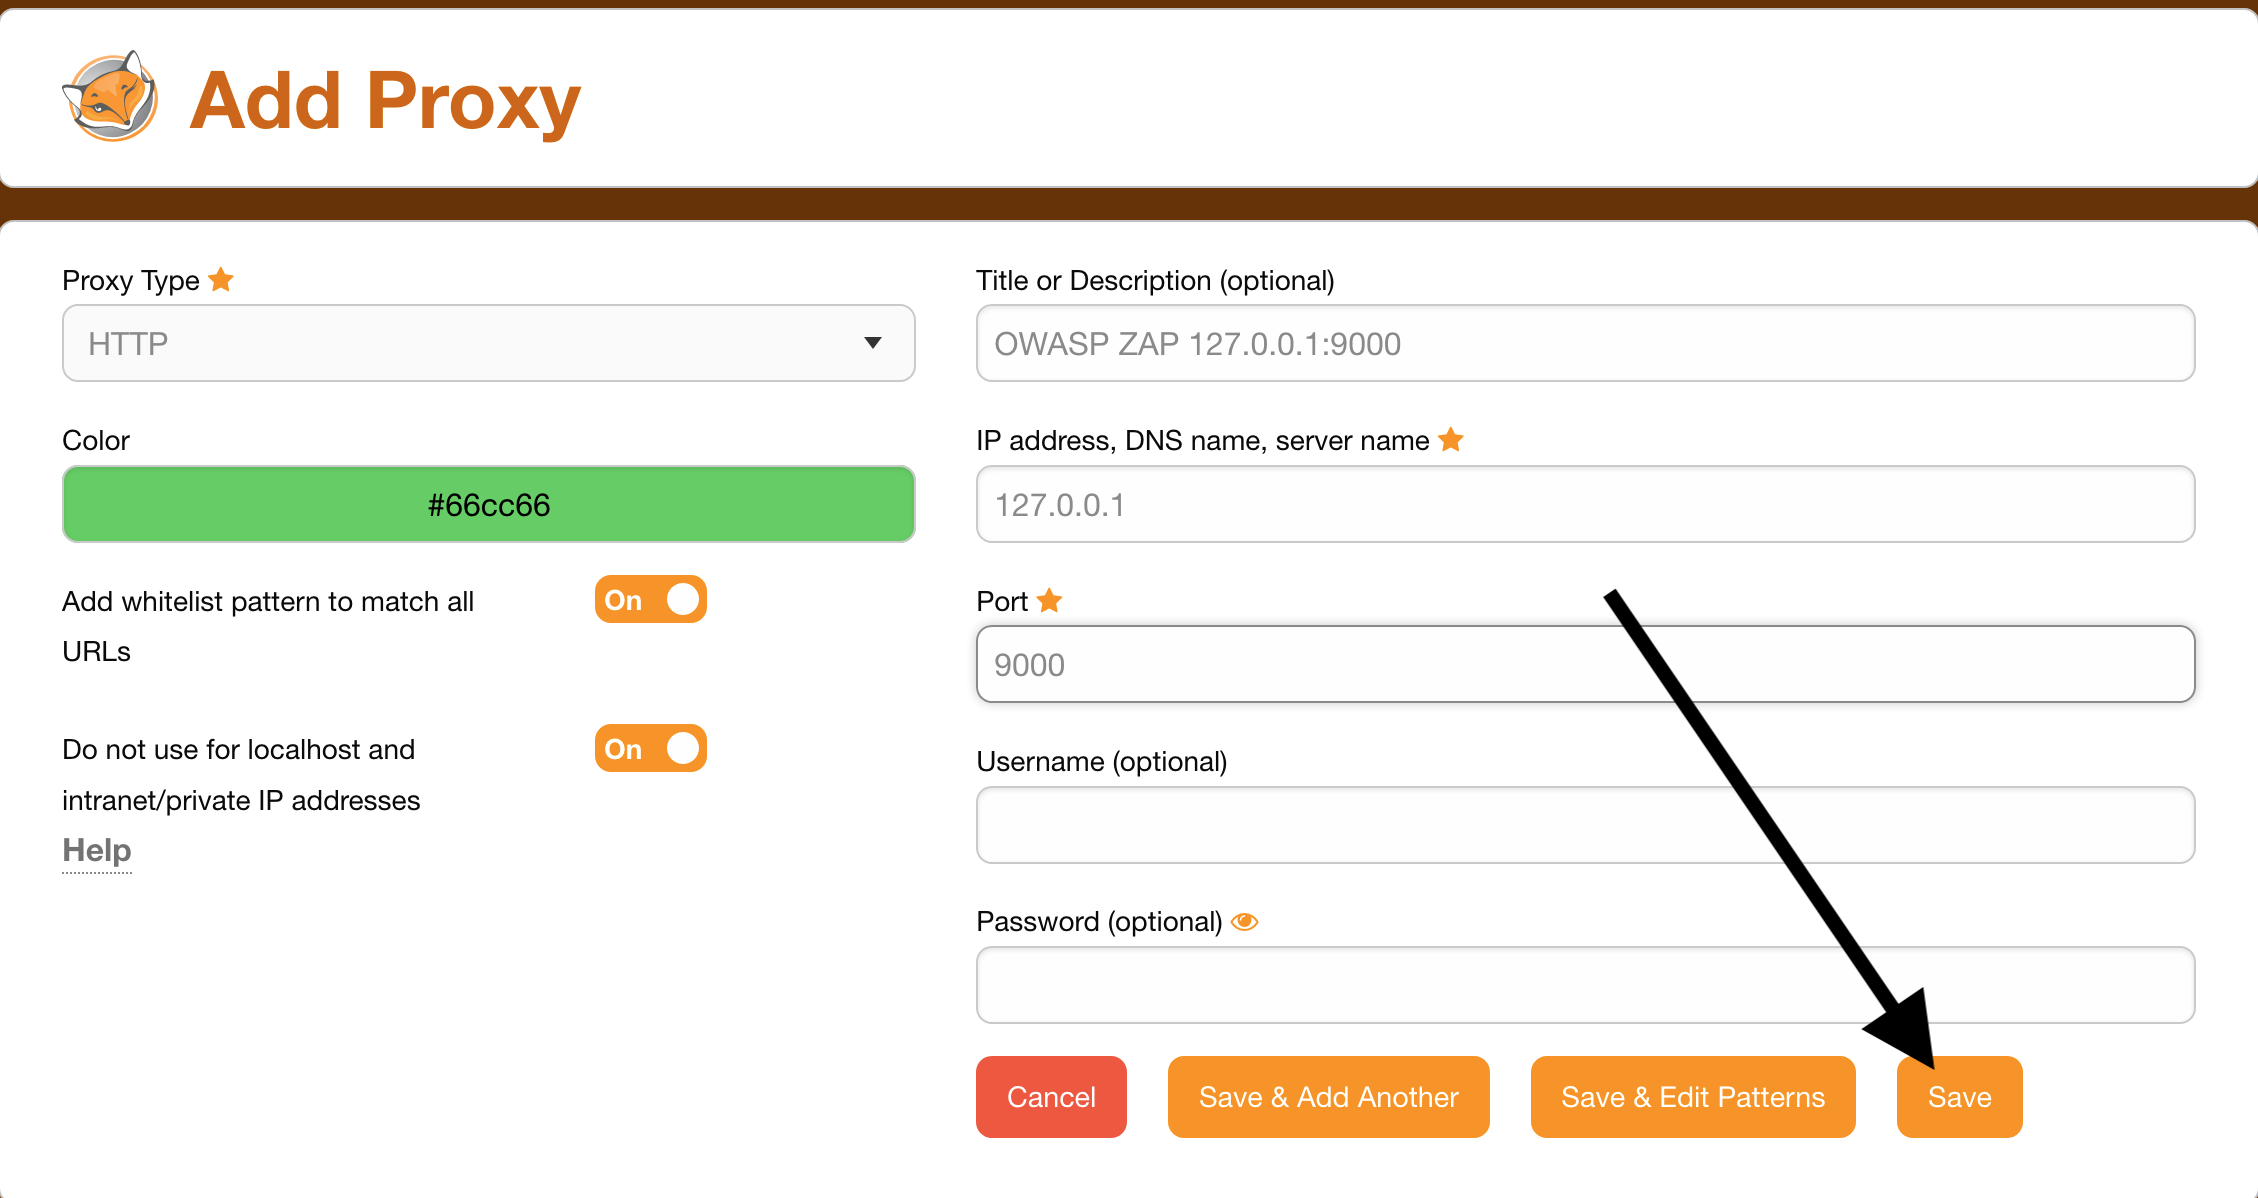 Add Proxy
Proxy Type
HTTP
Color
#66cc66
Add whitelist pattern to match all
URLs
On
Do not use for localhost and
intranet/private IP addresses
On
Help
Title or Description (optional)
OWASP ZAP 127.0.0.1:9000
IP address, DNS name, server name
127.0.0.1
Port
9000
Username (optional)
Password (optional)
Cancel
Save & Add Another
Save & Edit Patterns
Save